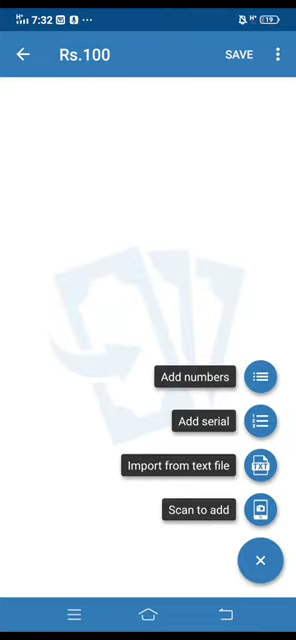 H+ 7:32 ... H+ 19
Rs.100 SAVE
Add numbers
Add serial
Import from text file TXT
Scan to add